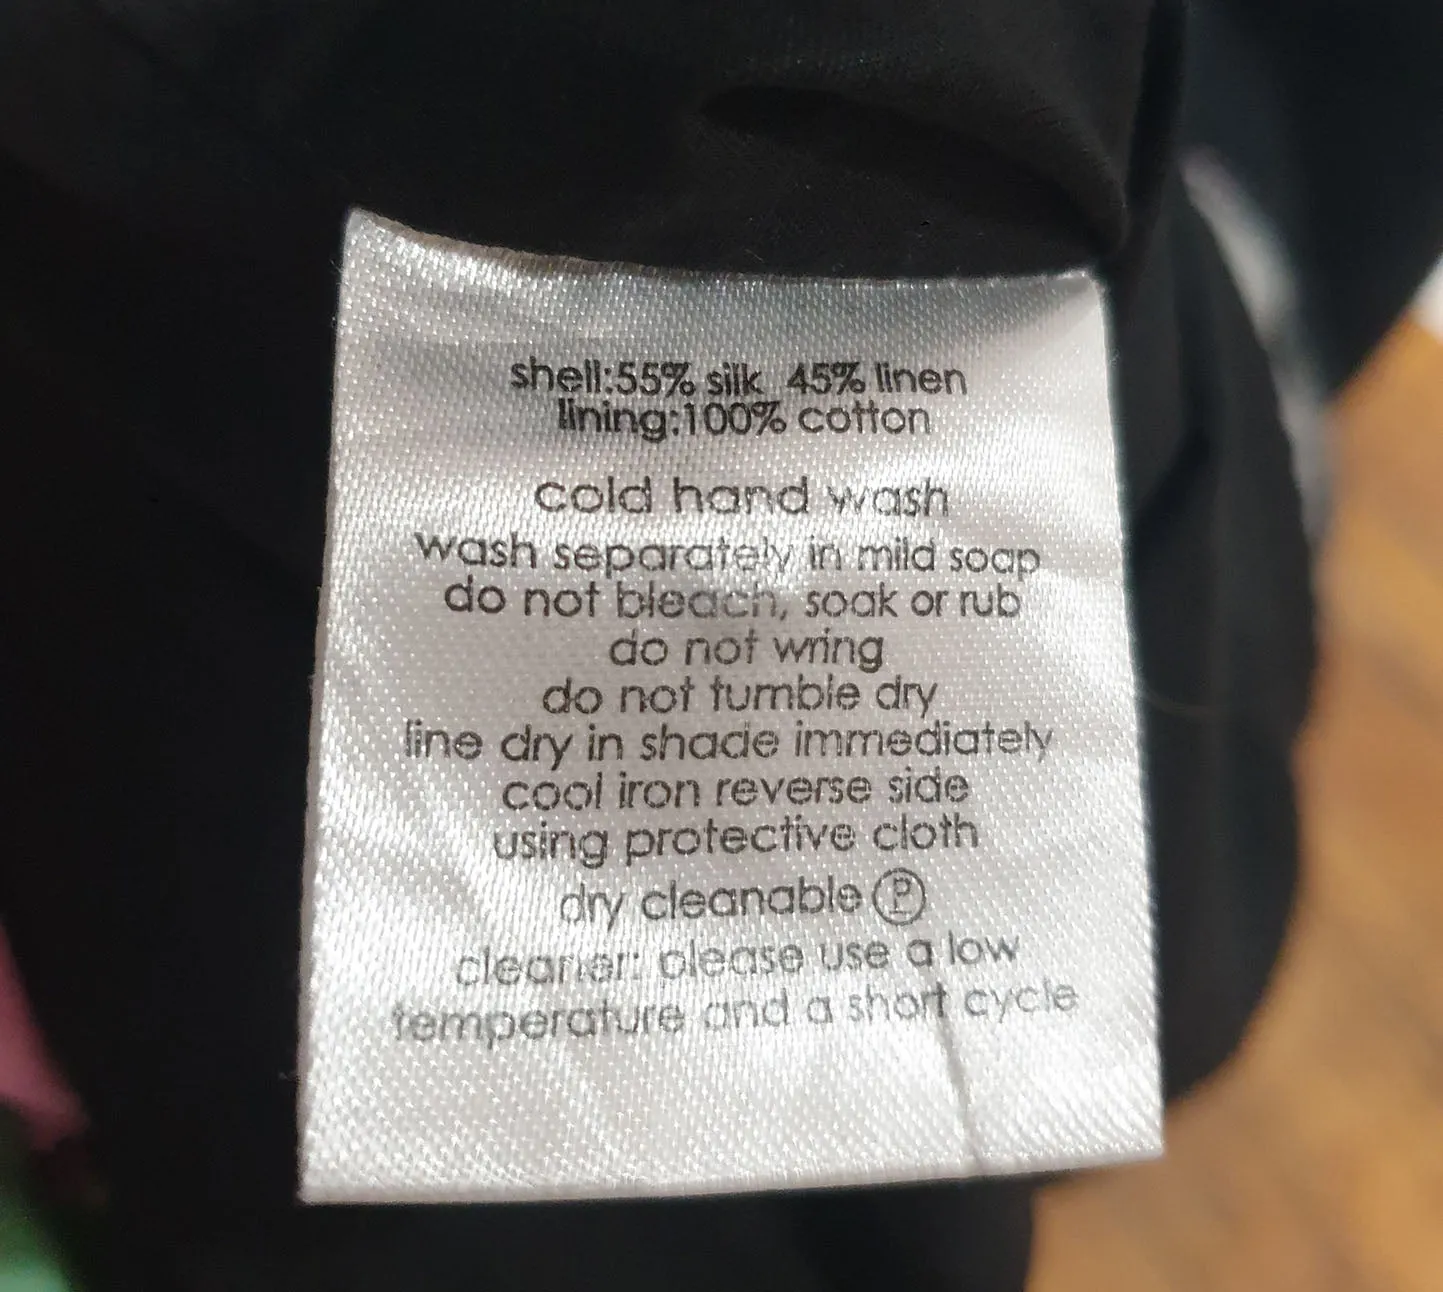 shell:55% silk 45% linen
lining:100% cotton
cold hand wash
wash separately in mild soap
do not bleach, soak or rub
do not wring
do not tumble dry
line dry in shade immediately
cool iron reverse side
using protective cloth
dry cleanable Ⓟ
cleaner: please use a low
temperature and a short cycle